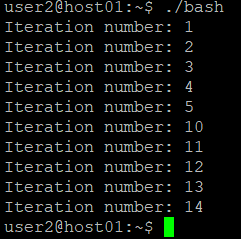 user2@host01:~$ ./bash
Iteration number: 1
Iteration number: 2
Iteration number: 3
Iteration number: 4
Iteration number: 5
Iteration number: 10
Iteration number: 11
Iteration number: 12
Iteration number: 13
Iteration number: 14
user2@host01:~$